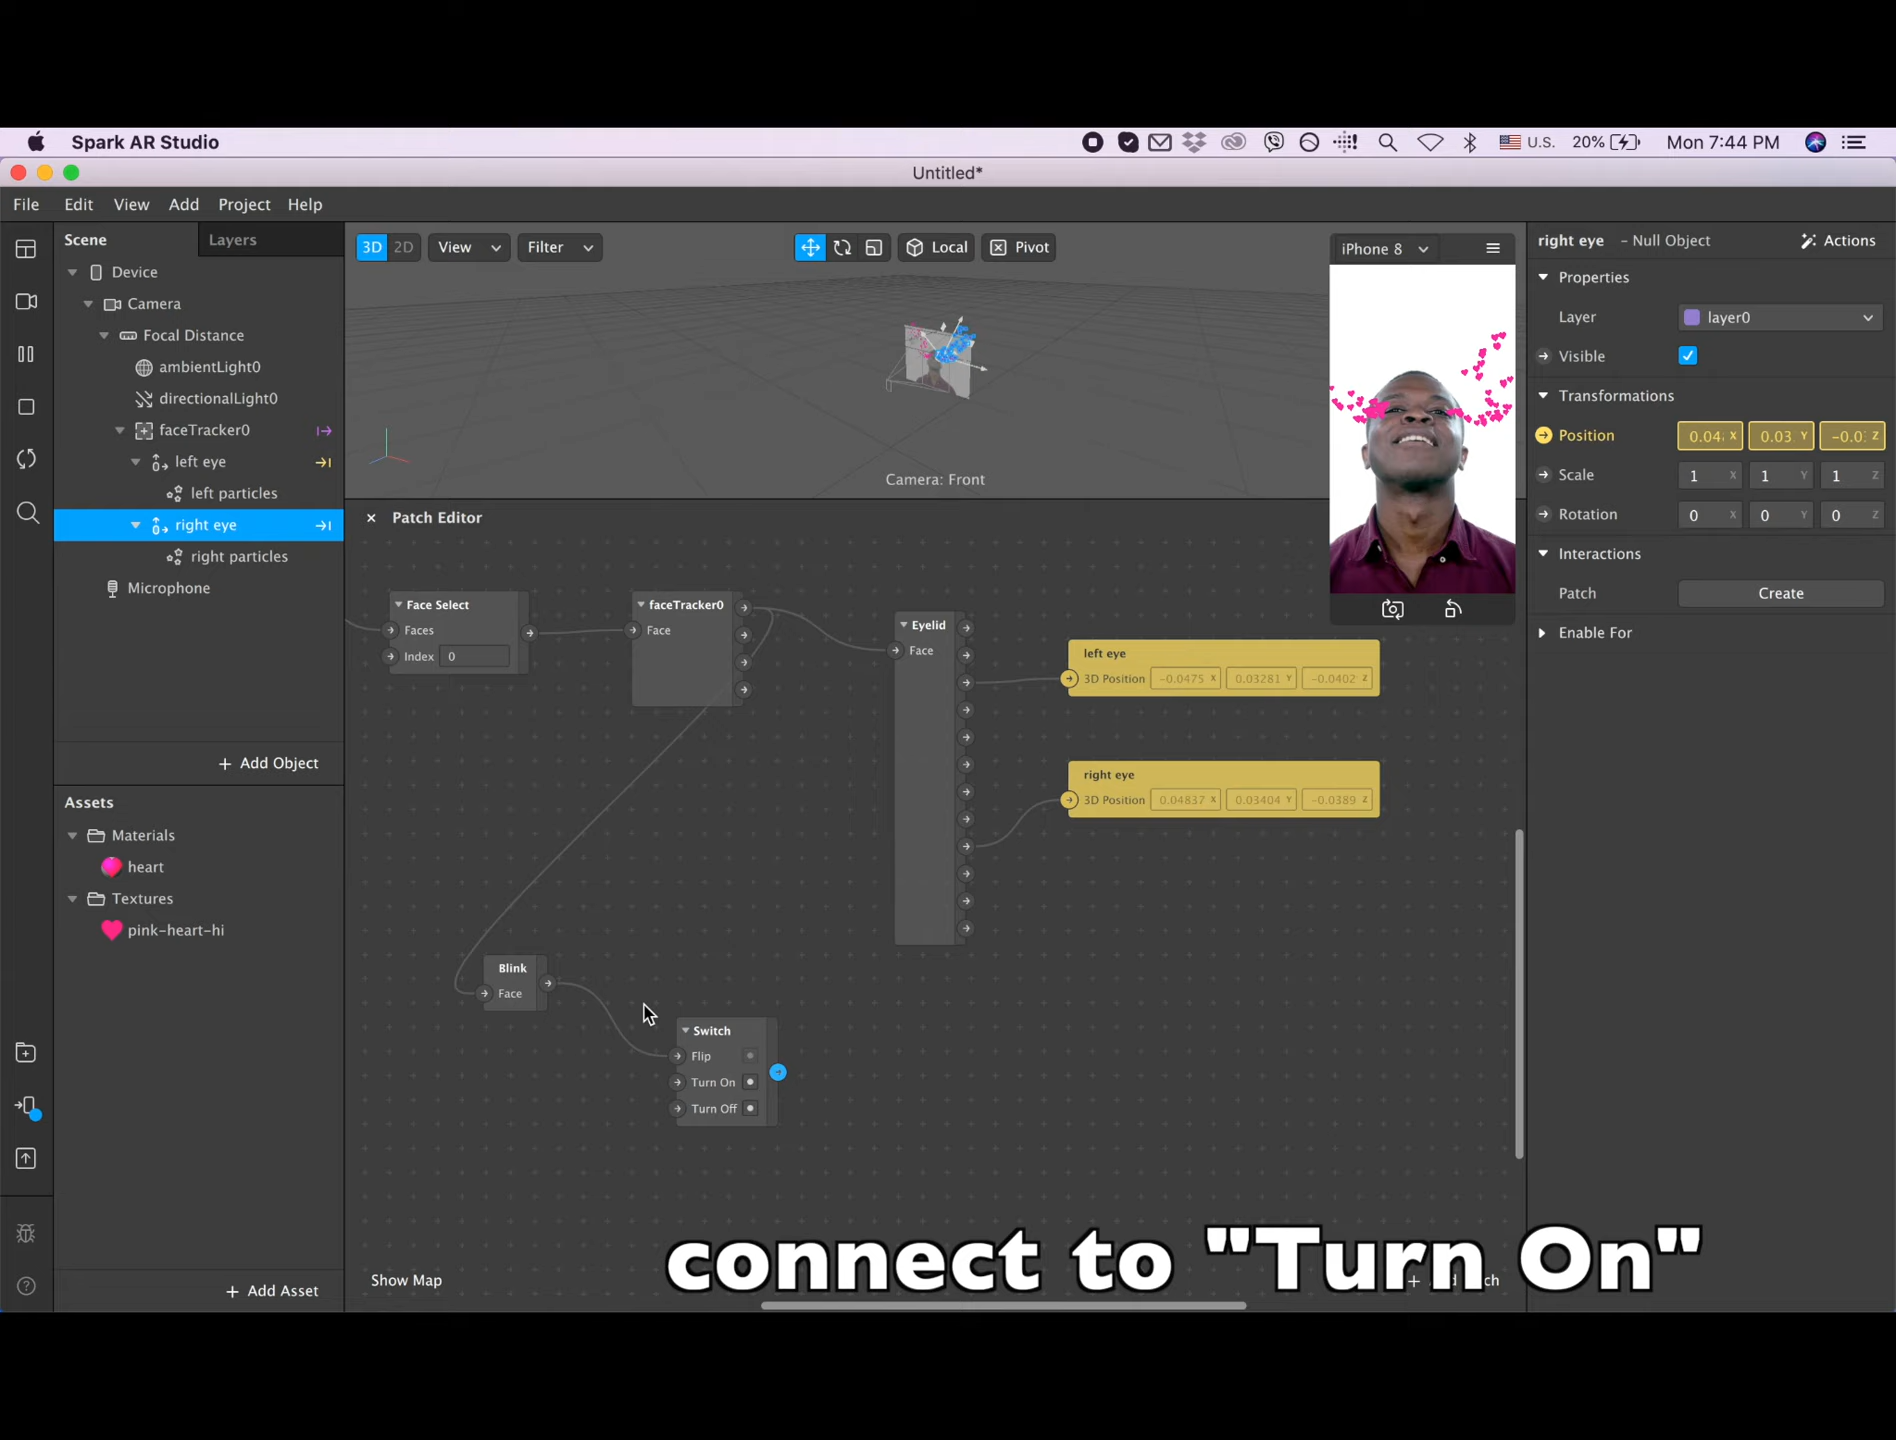 Spark AR Studio
U.S.
20%
Mon 7:44 PM
Untitled*
File Edit View Add Project Help
Scene
Layers
Device
Camera
Focal Distance
ambientLight0
directionalLight0
faceTracker0
left eye
left particles
right eye
right particles
Microphone
+ Add Object
Assets
Materials
heart
Textures
pink-heart-hi
+ Add Asset
3D 2D
View
Filter
Local
Pivot
Camera: Front
iPhone 8
× Patch Editor
Face Select
Faces
Index 0
faceTracker0
Face
Eyelid
Face
left eye
3D Position -0.0475 X 0.03281 Y -0.0402 Z
right eye
3D Position 0.04837 X 0.03404 Y -0.0389 Z
Blink
Face
Switch
Flip
Turn On
Turn Off
Show Map
connect to "Turn On"
right eye – Null Object
Actions
Properties
Layer layer0
Visible
Transformations
Position 0.04 X 0.03 Y -0.0 Z
Scale 1 X 1 Y 1 Z
Rotation 0 X 0 Y 0 Z
Interactions
Patch Create
Enable For